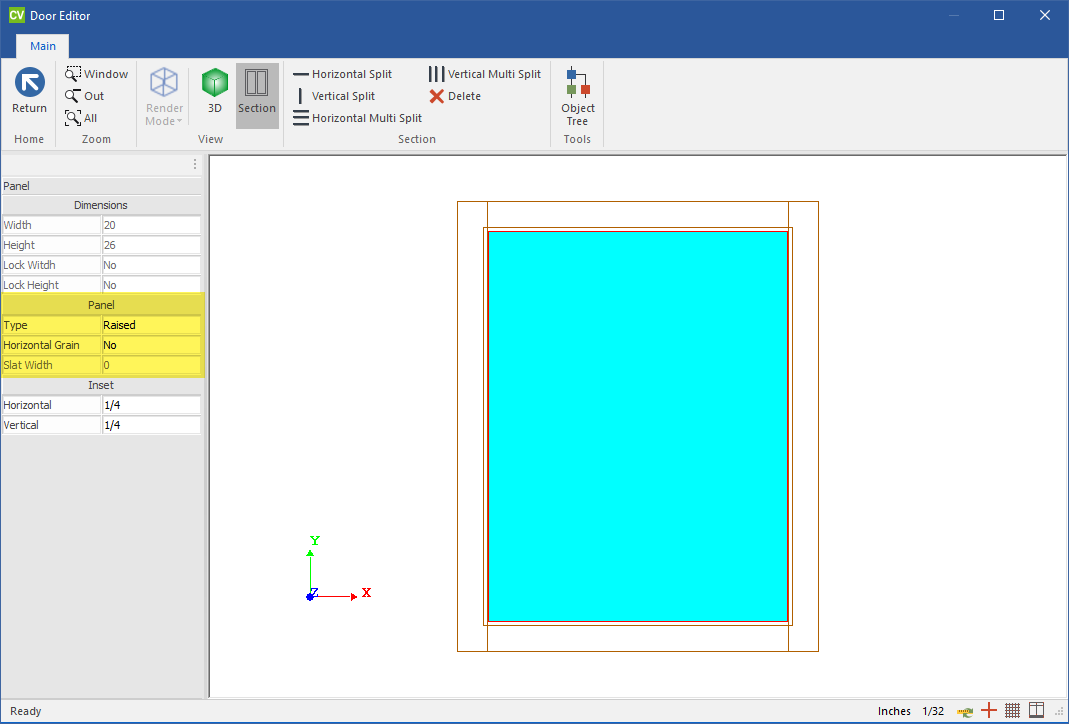 CV Door Editor
Main
Return
Home
Window
Out
All
Zoom
Render Mode
3D
Section
View
Horizontal Split
Vertical Split
Horizontal Multi Split
Vertical Multi Split
Delete
Section
Object Tree
Tools
Panel
Dimensions
Width 20
Height 26
Lock Witdh No
Lock Height No
Panel
Type Raised
Horizontal Grain No
Slat Width 0
Inset
Horizontal 1/4
Vertical 1/4
Y
Z
X
Ready
Inches 1/32